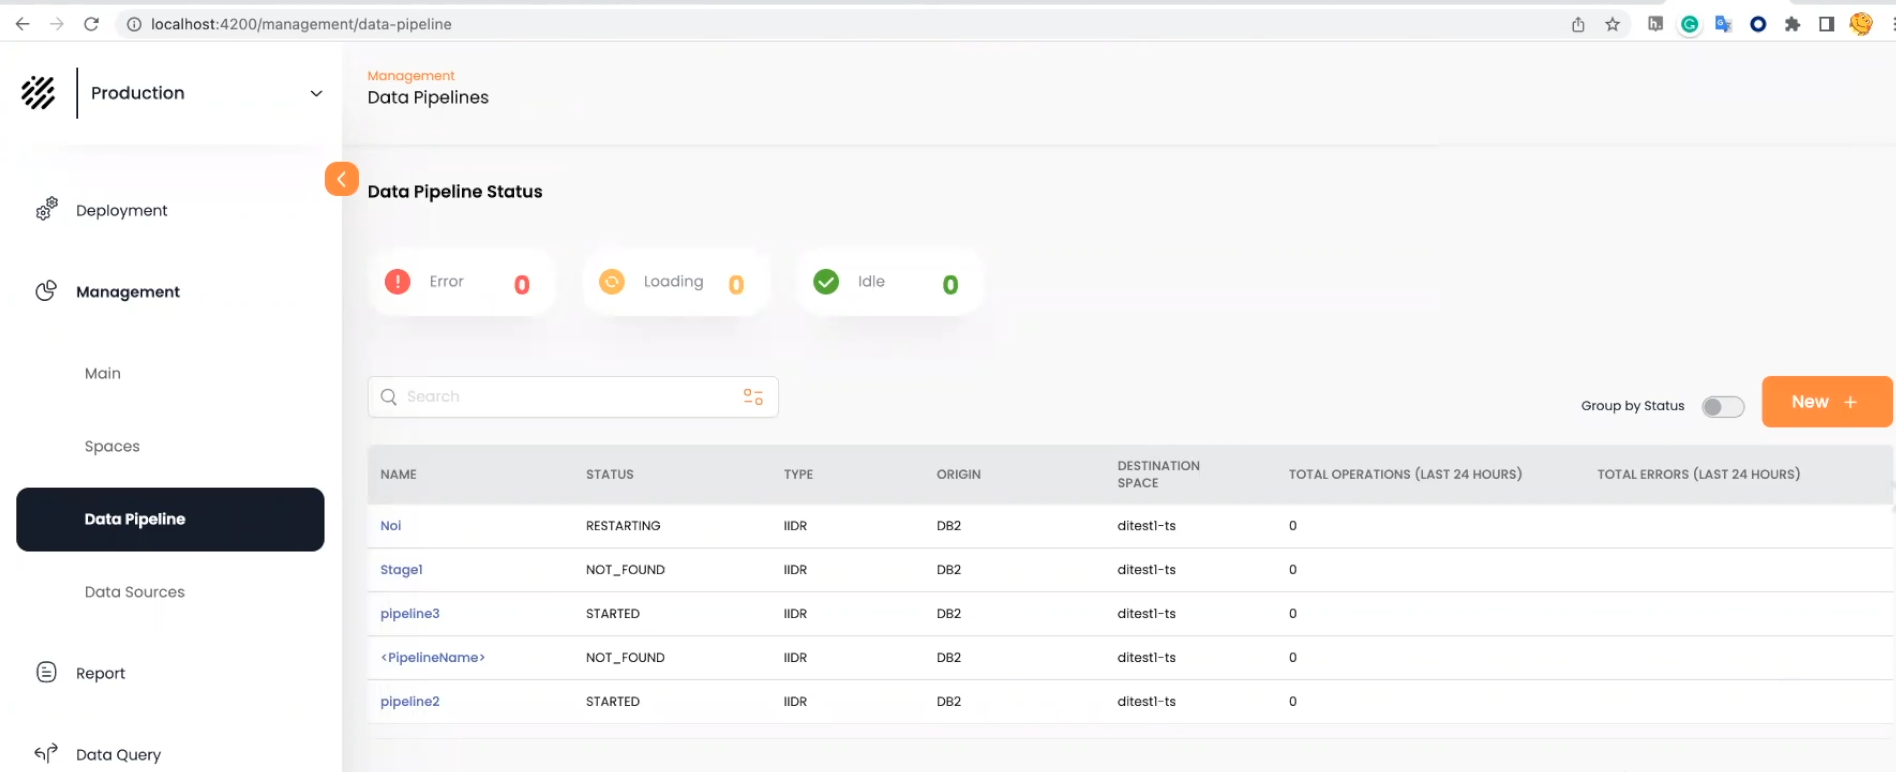 localhost:4200/management/data-pipeline
Production
Deployment
Management
Main
Spaces
Data Pipeline
Data Sources
Report
Data Query
Management
Data Pipelines
Data Pipeline Status
Error 0
Loading 0
Idle 0
Search
Group by Status
New +
NAME STATUS TYPE ORIGIN DESTINATION SPACE TOTAL OPERATIONS (LAST 24 HOURS) TOTAL ERRORS (LAST 24 HOURS)
Noi RESTARTING IIDR DB2 ditest1-ts 0
Stage1 NOT_FOUND IIDR DB2 ditest1-ts 0
pipeline3 STARTED IIDR DB2 ditest1-ts 0
<PipelineName> NOT_FOUND IIDR DB2 ditest1-ts 0
pipeline2 STARTED IIDR DB2 ditest1-ts 0